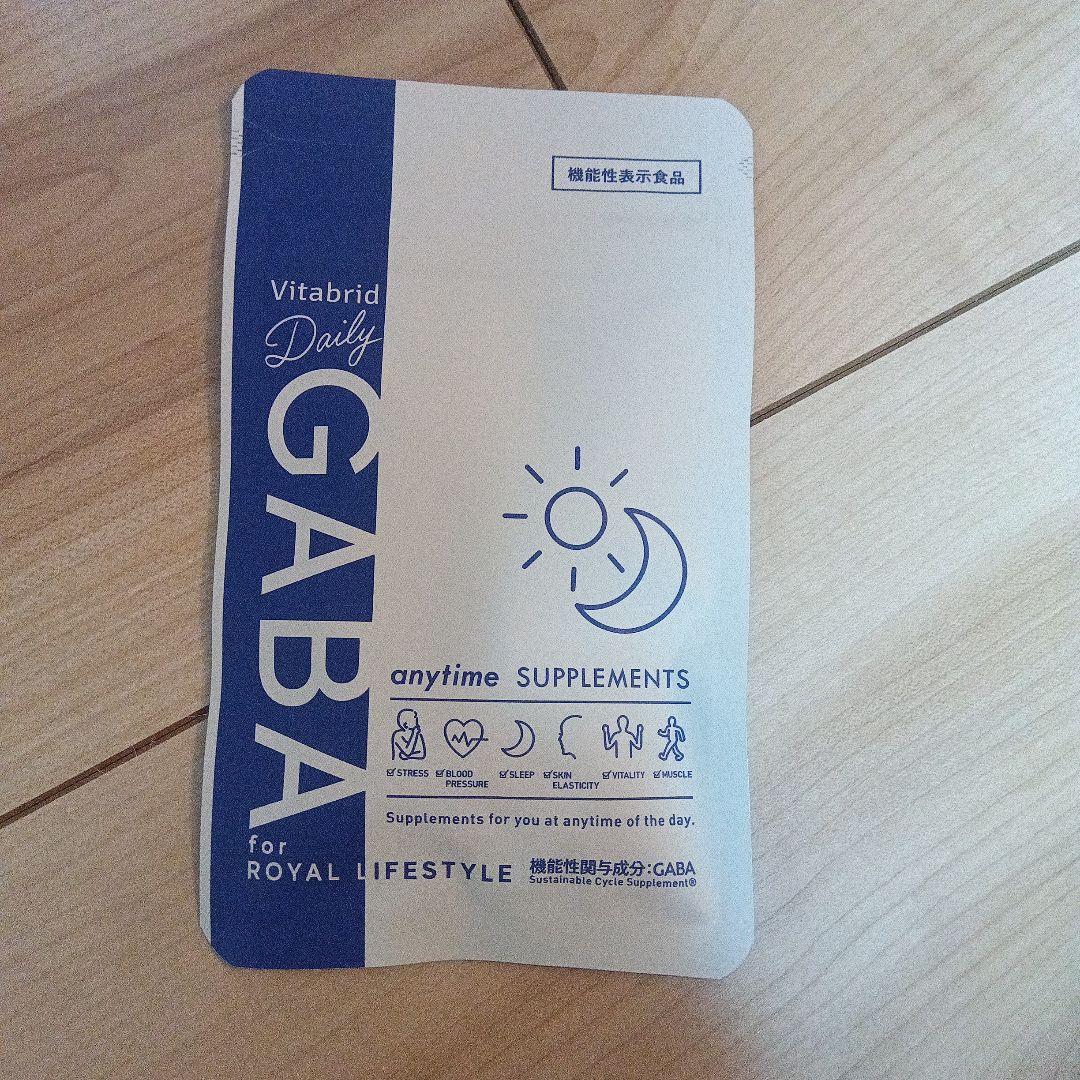 機能性表示食品
Vitabrid
Daily
GABA
anytime SUPPLEMENTS
STRESS
BLOOD
PRESSURE
SLEEP
SKIN
ELASTICITY
VITALITY
MUSCLE
Supplements for you at anytime of the day.
for
ROYAL LIFESTYLE
機能性関与成分:GABA
Sustainable Cycle Supplement®